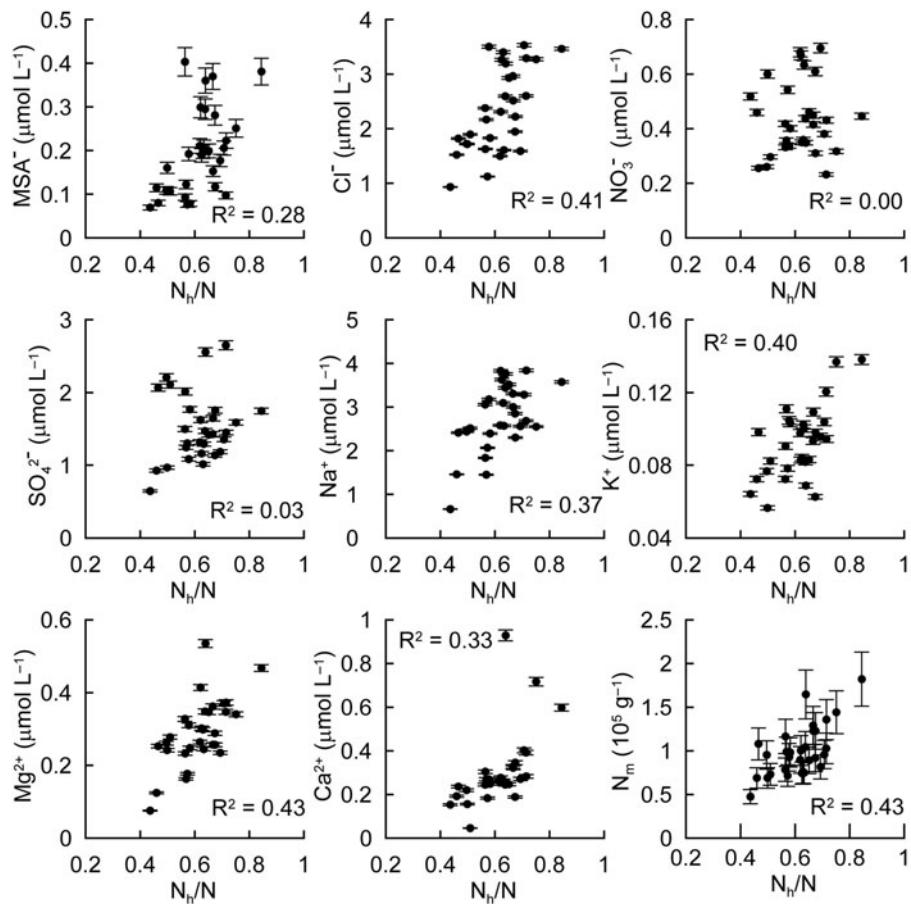 MSA⁻ (μmol L⁻¹)
0.5
0.4
0.3
0.2
0.1
0
R² = 0.28
0.2 0.4 0.6 0.8 1
Nₕ/N
Cl⁻ (μmol L⁻¹)
4
3
2
1
0
R² = 0.41
0.2 0.4 0.6 0.8 1
Nₕ/N
NO₃⁻ (μmol L⁻¹)
0.8
0.6
0.4
0.2
0
R² = 0.00
0.2 0.4 0.6 0.8 1
Nₕ/N
SO₄²⁻ (μmol L⁻¹)
3
2
1
0
R² = 0.03
0.2 0.4 0.6 0.8 1
Nₕ/N
Na⁺ (μmol L⁻¹)
5
4
3
2
1
0
R² = 0.37
0.2 0.4 0.6 0.8 1
Nₕ/N
K⁺ (μmol L⁻¹)
0.16
0.12
0.08
0.04
R² = 0.40
0.2 0.4 0.6 0.8 1
Nₕ/N
Mg²⁺ (μmol L⁻¹)
0.6
0.4
0.2
0
R² = 0.43
0.2 0.4 0.6 0.8 1
Nₕ/N
Ca²⁺ (μmol L⁻¹)
1
0.8
0.6
0.4
0.2
0
R² = 0.33
0.2 0.4 0.6 0.8 1
Nₕ/N
Nₘ (10⁵ g⁻¹)
2.5
2
1.5
1
0.5
0
R² = 0.43
0.2 0.4 0.6 0.8 1
Nₕ/N